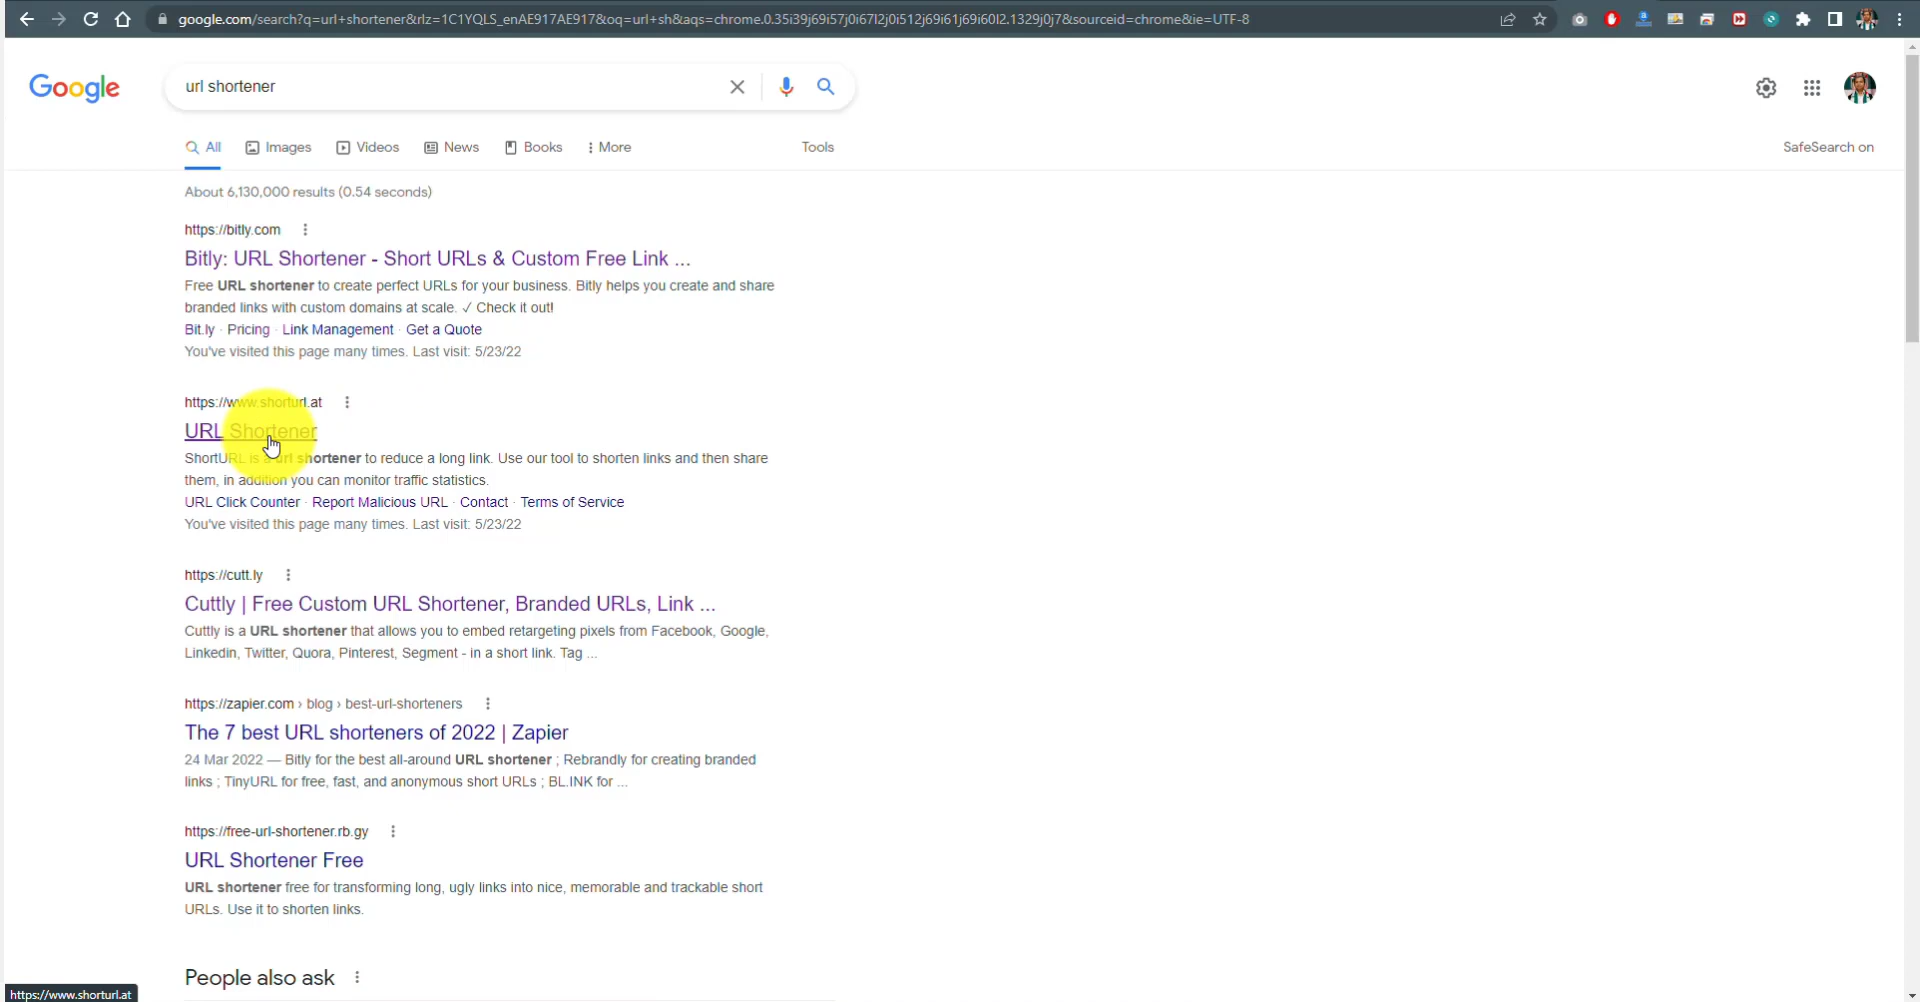 google.com/search?q=url+shortener&rlz=1C1YQLS_enAE917AE917&oq=url+sh&aqs=chrome.0.35i39j69i57j0i67l2j0i512j69i61j69i60l2.1329j0j7&sourceid=chrome&ie=UTF-8
Google
url shortener
All Images Videos News Books More Tools SafeSearch on
About 6,130,000 results (0.54 seconds)
https://bitly.com
Bitly: URL Shortener - Short URLs & Custom Free Link ...
Free URL shortener to create perfect URLs for your business. Bitly helps you create and share
branded links with custom domains at scale. ✓ Check it out!
Bit.ly · Pricing · Link Management · Get a Quote
You've visited this page many times. Last visit: 5/23/22
https://www.shorturl.at
URL Shortener
ShortURL is a url shortener to reduce a long link. Use our tool to shorten links and then share
them, in addition you can monitor traffic statistics.
URL Click Counter · Report Malicious URL · Contact · Terms of Service
You've visited this page many times. Last visit: 5/23/22
https://cutt.ly
Cuttly | Free Custom URL Shortener, Branded URLs, Link ...
Cuttly is a URL shortener that allows you to embed retargeting pixels from Facebook, Google,
Linkedin, Twitter, Quora, Pinterest, Segment - in a short link. Tag ...
https://zapier.com › blog › best-url-shorteners
The 7 best URL shorteners of 2022 | Zapier
24 Mar 2022 — Bitly for the best all-around URL shortener ; Rebrandly for creating branded
links ; TinyURL for free, fast, and anonymous short URLs ; BL.INK for ...
https://free-url-shortener.rb.gy
URL Shortener Free
URL shortener free for transforming long, ugly links into nice, memorable and trackable short
URLs. Use it to shorten links.
People also ask
https://www.shorturl.at